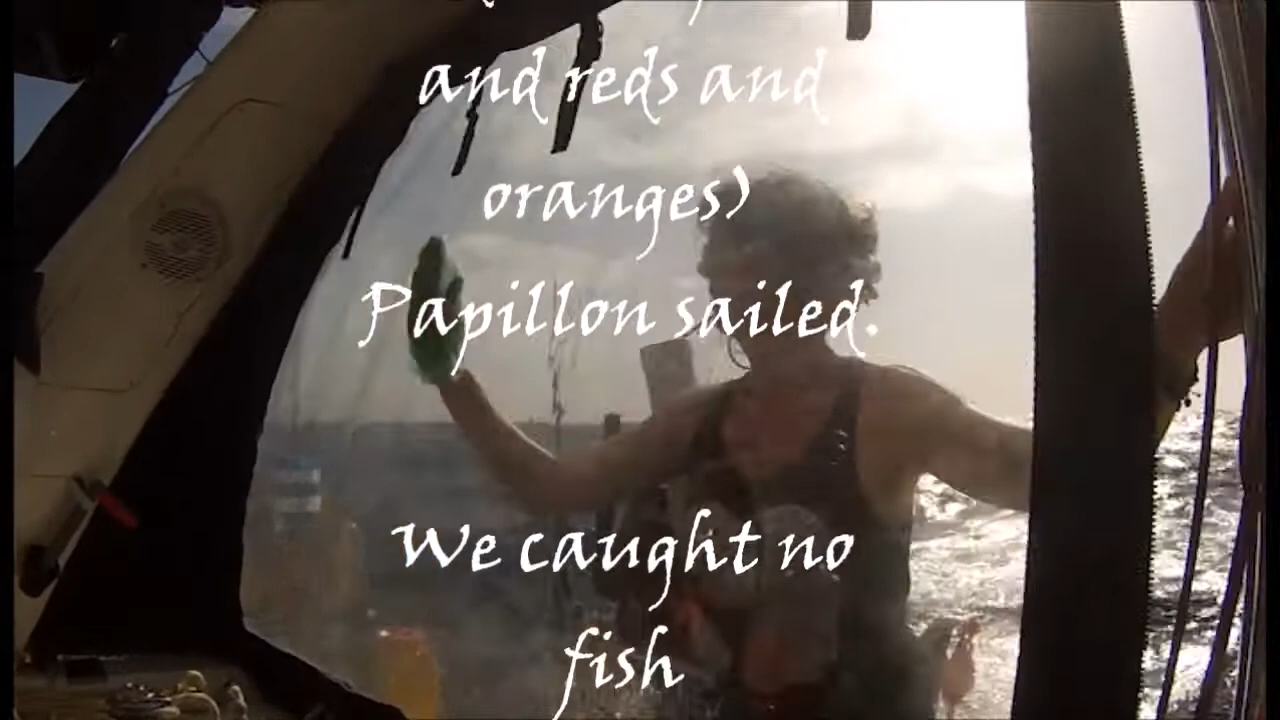 and reds and
oranges)
Papillon sailed.
We caught no
fish